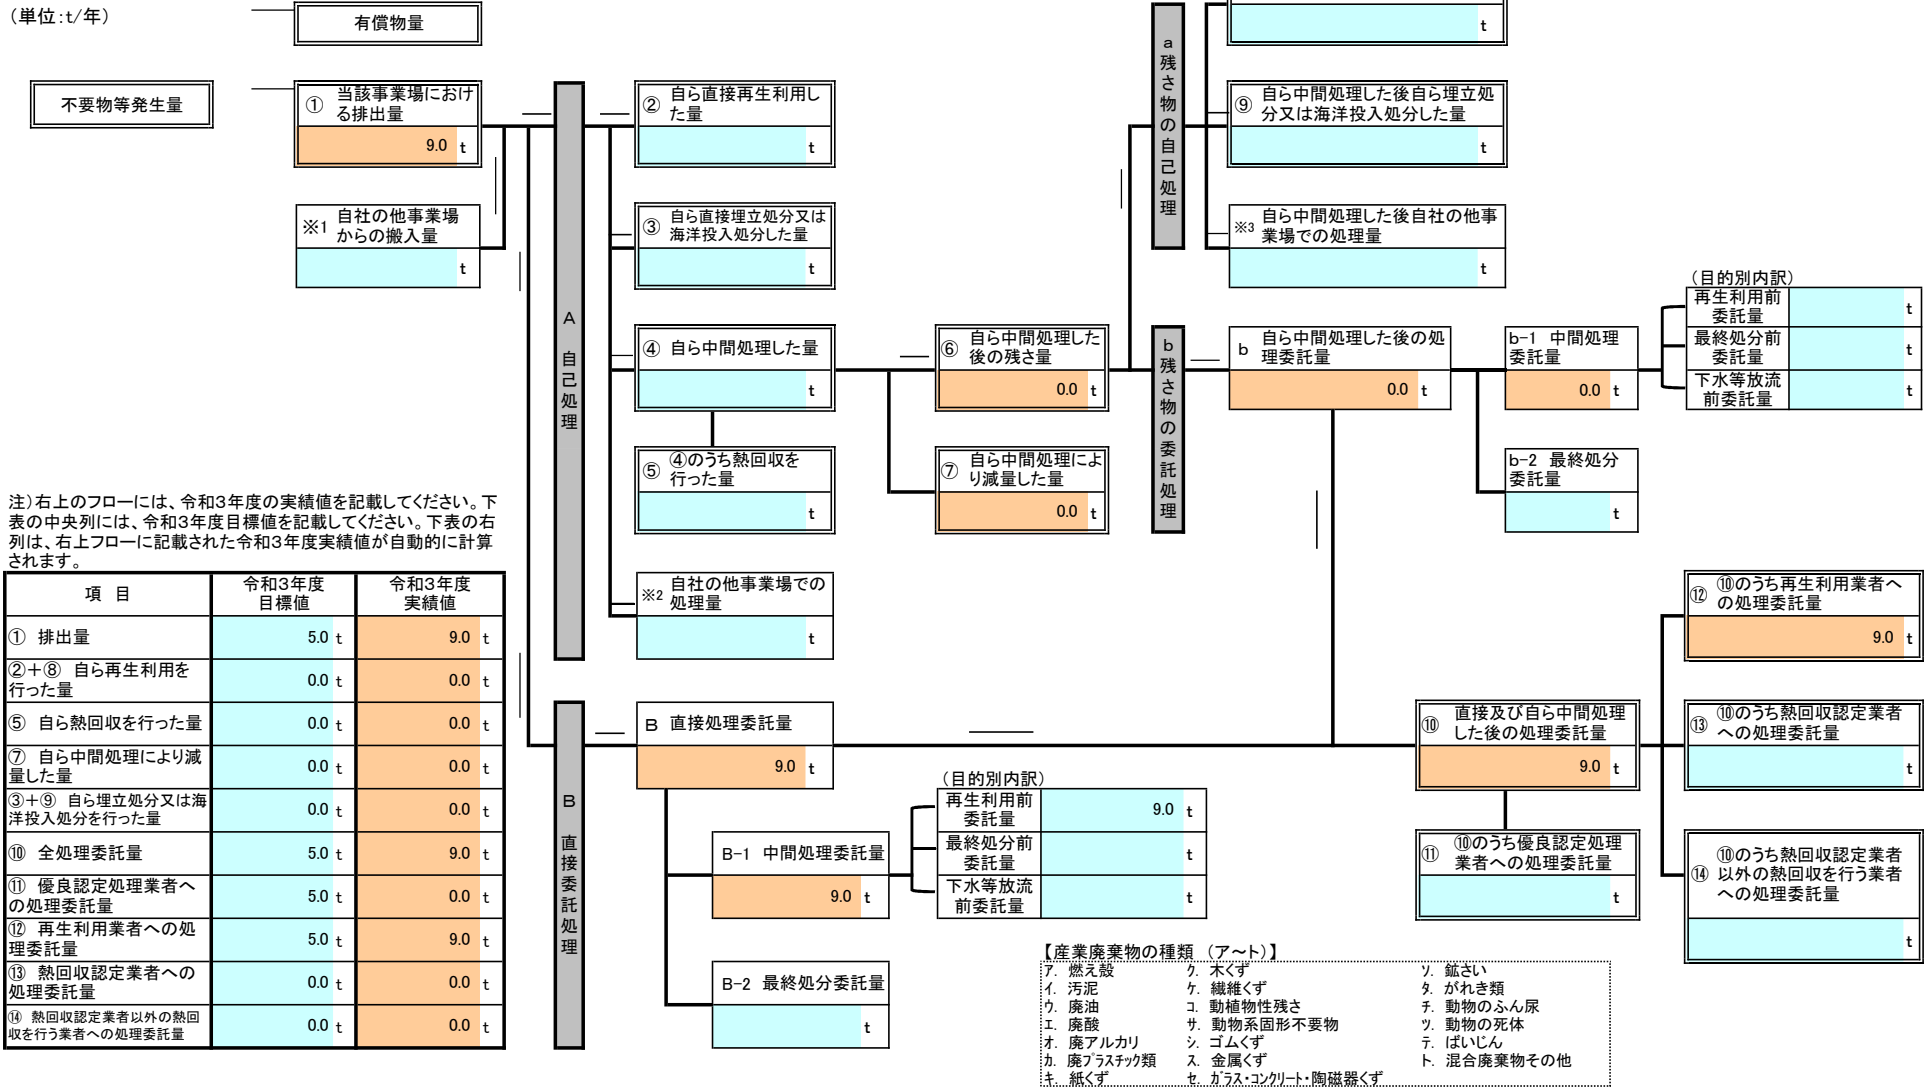 (単位:t/年)
有償物量
t
不要物等発生量
① 当該事業場におけ
る排出量
9.0 t
※1 自社の他事業場
からの搬入量
t
A 自己処理
② 自ら直接再生利用し
た量
t
③ 自ら直接埋立処分又は
海洋投入処分した量
t
④ 自ら中間処理した量
t
⑤ ④のうち熱回収を
行った量
t
※2 自社の他事業場での
処理量
t
⑥ 自ら中間処理した
後の残さ量
0.0 t
⑦ 自ら中間処理によ
り減量した量
0.0 t
a残さ物の自己処理
⑨ 自ら中間処理した後自ら埋立処
分又は海洋投入処分した量
t
※3 自ら中間処理した後自社の他事
業場での処理量
t
b残さ物の委託処理
b 自ら中間処理した後の処
理委託量
0.0 t
b-1 中間処理
委託量
0.0 t
(目的別内訳)
再生利用前
委託量
t
最終処分前
委託量
t
下水等放流
前委託量
t
b-2 最終処分
委託量
t
注)右上のフローには、令和3年度の実績値を記載してください。下
表の中央列には、令和3年度目標値を記載してください。下表の右
列は、右上フローに記載された令和3年度実績値が自動的に計算
されます。
項 目 令和3年度
目標値 令和3年度
実績値
① 排出量 5.0 t 9.0 t
②+⑧ 自ら再生利用を
行った量 0.0 t 0.0 t
⑤ 自ら熱回収を行った量 0.0 t 0.0 t
⑦ 自ら中間処理により減
量した量 0.0 t 0.0 t
③+⑨ 自ら埋立処分又は海
洋投入処分を行った量 0.0 t 0.0 t
⑩ 全処理委託量 5.0 t 9.0 t
⑪ 優良認定処理業者へ
の処理委託量 5.0 t 0.0 t
⑫ 再生利用業者への処
理委託量 5.0 t 9.0 t
⑬ 熱回収認定業者への
処理委託量 0.0 t 0.0 t
⑭ 熱回収認定業者以外の熱回
収を行う業者への処理委託量 0.0 t 0.0 t
B 直接委託処理
B 直接処理委託量
9.0 t
B-1 中間処理委託量
9.0 t
(目的別内訳)
再生利用前
委託量
9.0 t
最終処分前
委託量
t
下水等放流
前委託量
t
B-2 最終処分委託量
t
⑩ 直接及び自ら中間処理
した後の処理委託量
9.0 t
⑪ ⑩のうち優良認定処理
業者への処理委託量
t
⑫ ⑩のうち再生利用業者へ
の処理委託量
9.0 t
⑬ ⑩のうち熱回収認定業者
への処理委託量
t
⑭ ⑩のうち熱回収認定業者
以外の熱回収を行う業者
への処理委託量
t
【産業廃棄物の種類 (ア~ト)】
ア. 燃え殻 ク. 木くず ソ. 鉱さい
イ. 汚泥 ケ. 繊維くず タ. がれき類
ウ. 廃油 コ. 動植物性残さ チ. 動物のふん尿
エ. 廃酸 サ. 動物系固形不要物 ツ. 動物の死体
オ. 廃アルカリ シ. ゴムくず テ. ばいじん
カ. 廃プラスチック類 ス. 金属くず ト. 混合廃棄物その他
キ. 紙くず セ. ガラス・コンクリート・陶磁器くず